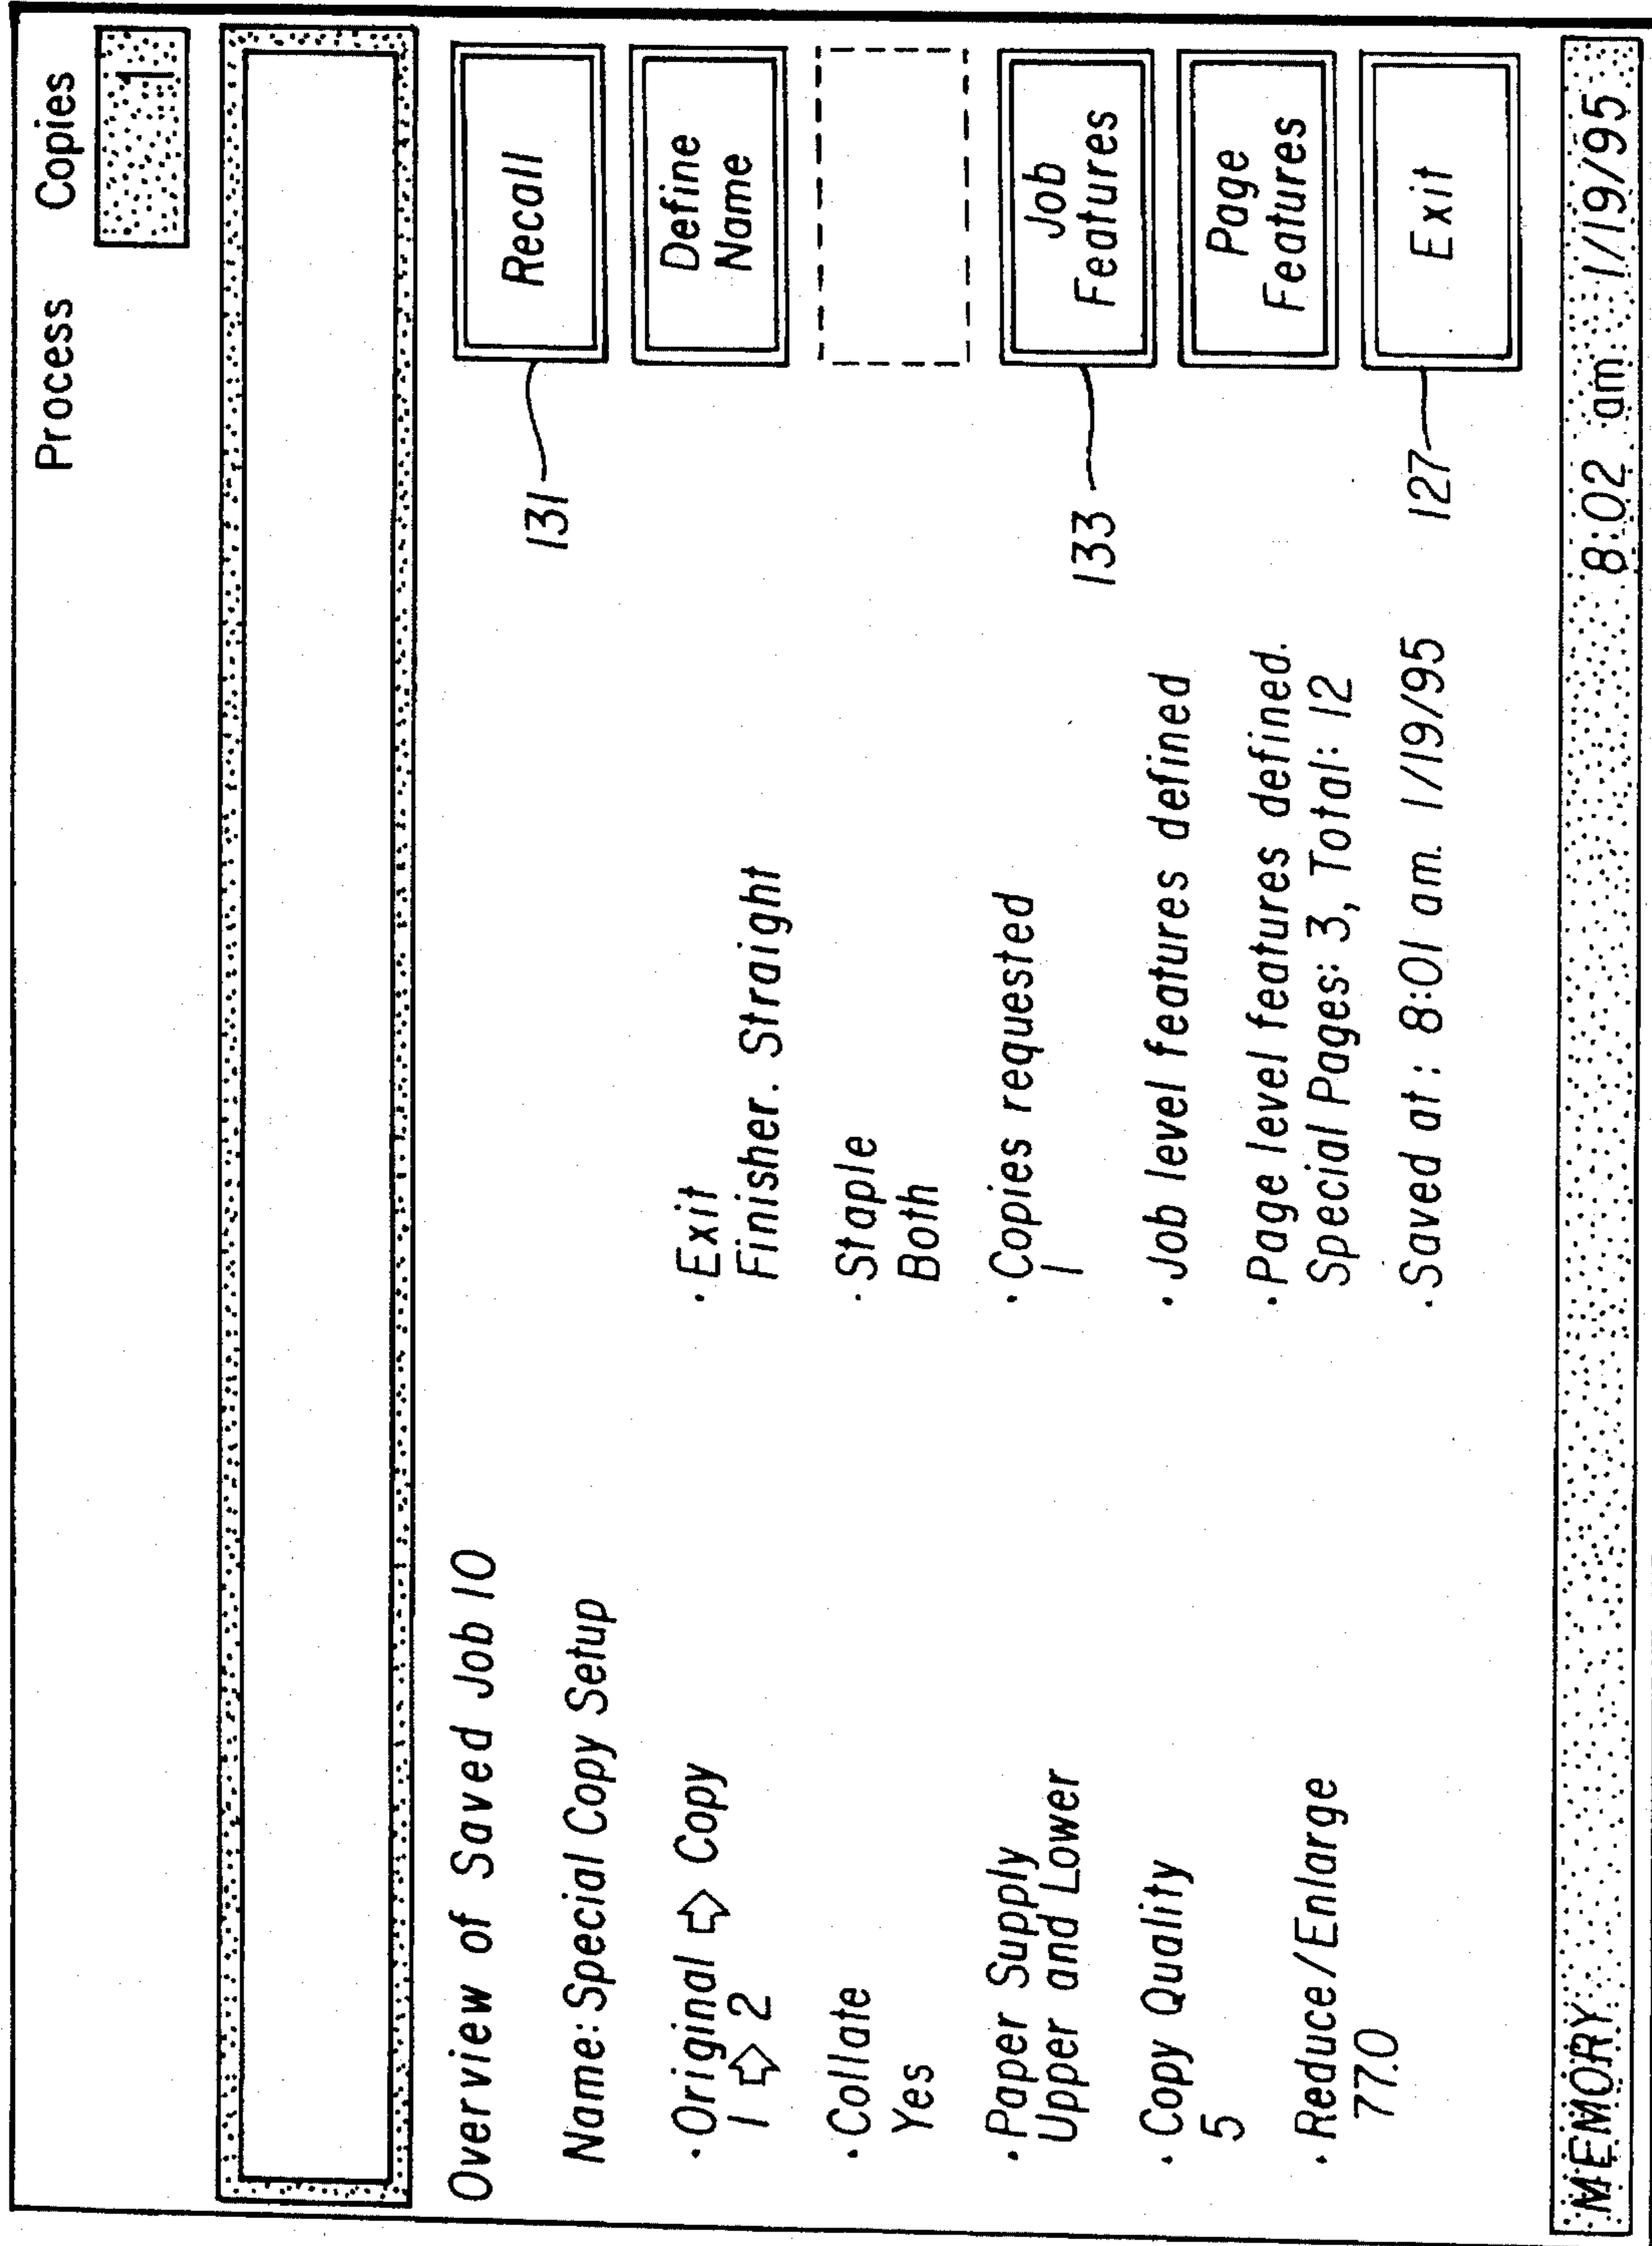 Process Copies
1
Overview of Saved Job 10
Name: Special Copy Setup
· Original ⇨ Copy
1 ⇨ 2
· Collate
Yes
· Paper Supply
Upper and Lower
· Copy Quality
5
· Reduce/Enlarge
77.0
· Exit
Finisher. Straight
· Staple
Both
· Copies requested
1
· Job level features defined
· Page level features defined.
Special Pages: 3, Total: 12
· Saved at: 8:01 am. 1/19/95
Recall
131
Define
Name
Job
Features
133
Page
Features
Exit
127
MEMORY 8:02 am 1/19/95